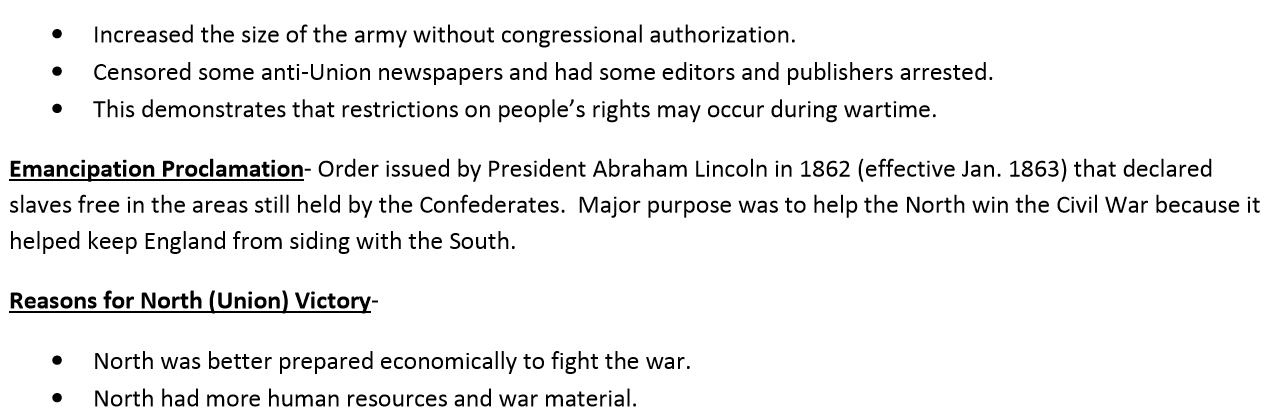 • Increased the size of the army without congressional authorization.
• Censored some anti-Union newspapers and had some editors and publishers arrested.
• This demonstrates that restrictions on people’s rights may occur during wartime.
Emancipation Proclamation- Order issued by President Abraham Lincoln in 1862 (effective Jan. 1863) that declared
slaves free in the areas still held by the Confederates.  Major purpose was to help the North win the Civil War because it
helped keep England from siding with the South.
Reasons for North (Union) Victory-
• North was better prepared economically to fight the war.
• North had more human resources and war material.